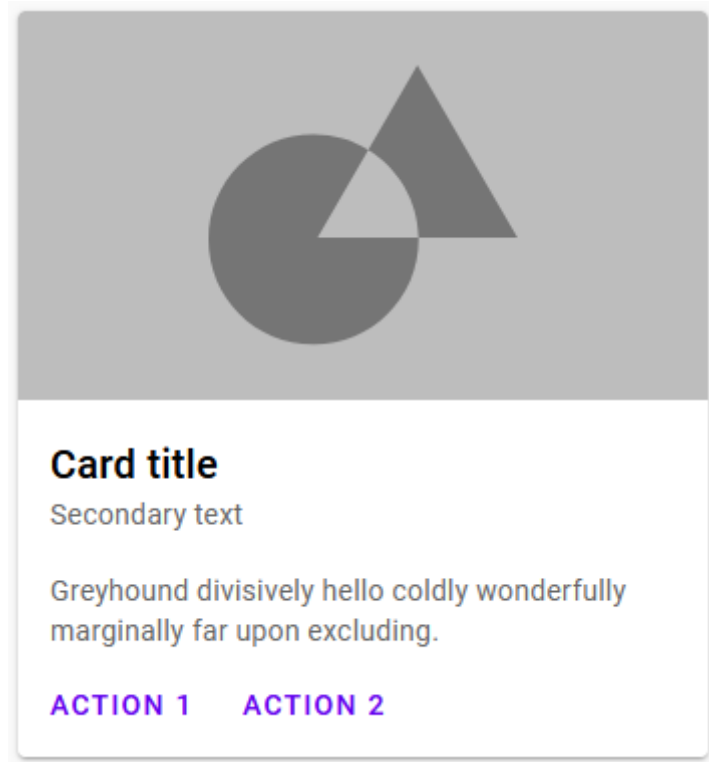 Card title
Secondary text
Greyhound divisively hello coldly wonderfully
marginally far upon excluding.
ACTION 1 ACTION 2